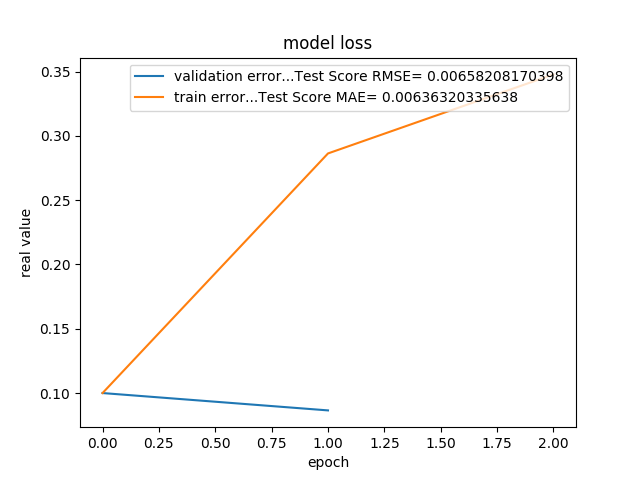 model loss
validation error...Test Score RMSE= 0.00658208170398
train error...Test Score MAE= 0.00636320335638
0.35
0.30
0.25
0.20
0.15
0.10
real value
0.00 0.25 0.50 0.75 1.00 1.25 1.50 1.75 2.00
epoch